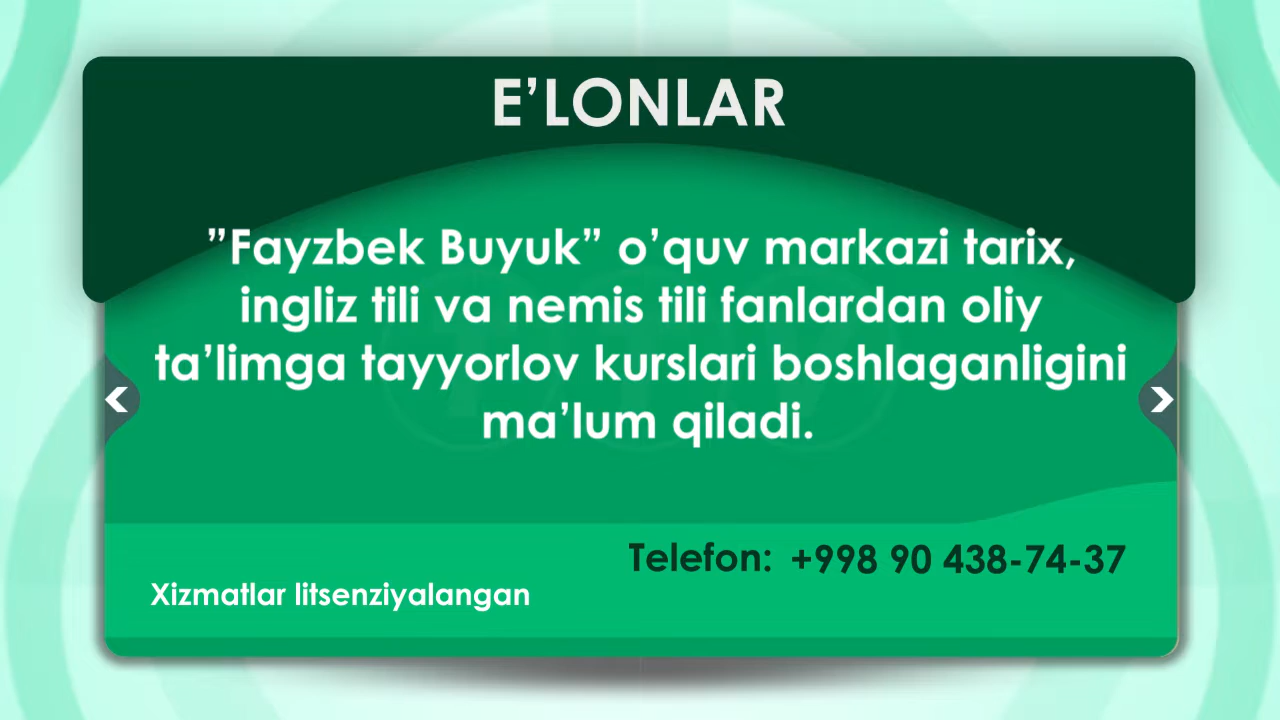 E’LONLAR
”Fayzbek Buyuk” o’quv markazi tarix,
ingliz tili va nemis tili fanlardan oliy
ta’limga tayyorlov kurslari boshlaganligini
ma’lum qiladi.
Telefon: +998 90 438-74-37
Xizmatlar litsenziyalangan